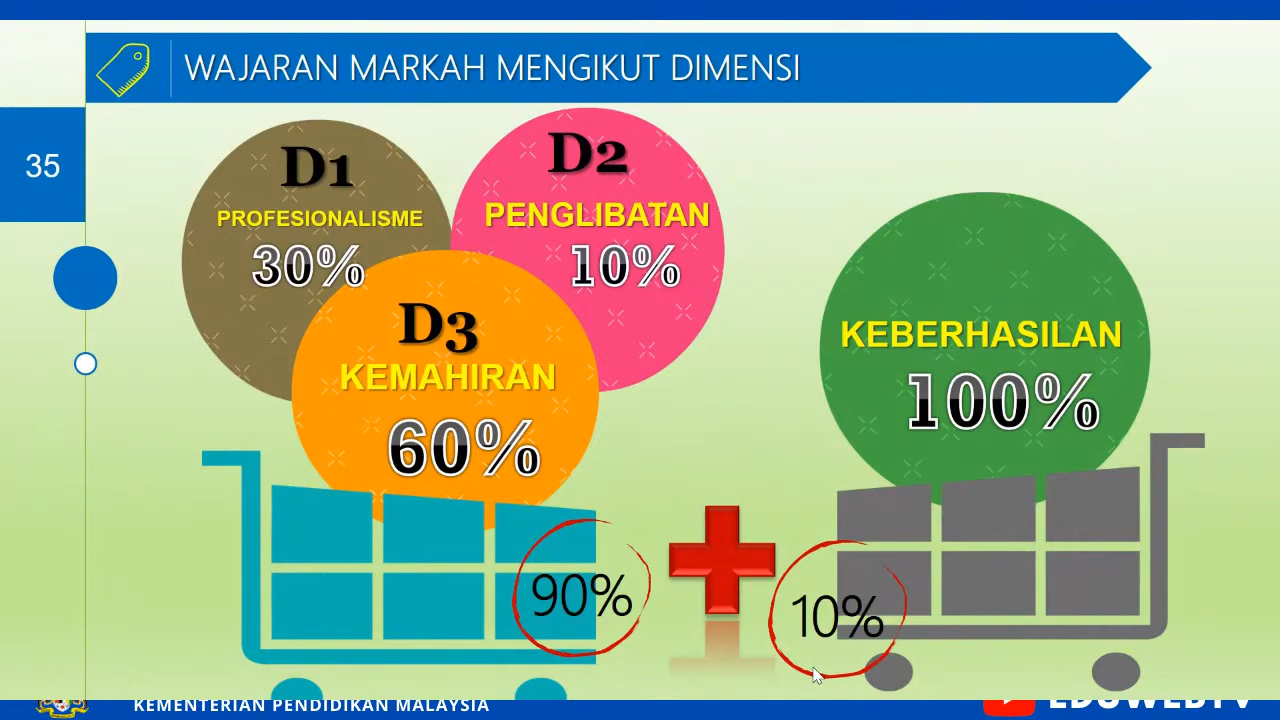 WAJARAN MARKAH MENGIKUT DIMENSI
35
D1
PROFESIONALISME
30%
D2
PENGLIBATAN
10%
D3
KEMAHIRAN
60%
KEBERHASILAN
100%
90%
10%
KEMENTERIAN PENDIDIKAN MALAYSIA
EDUWEBTV